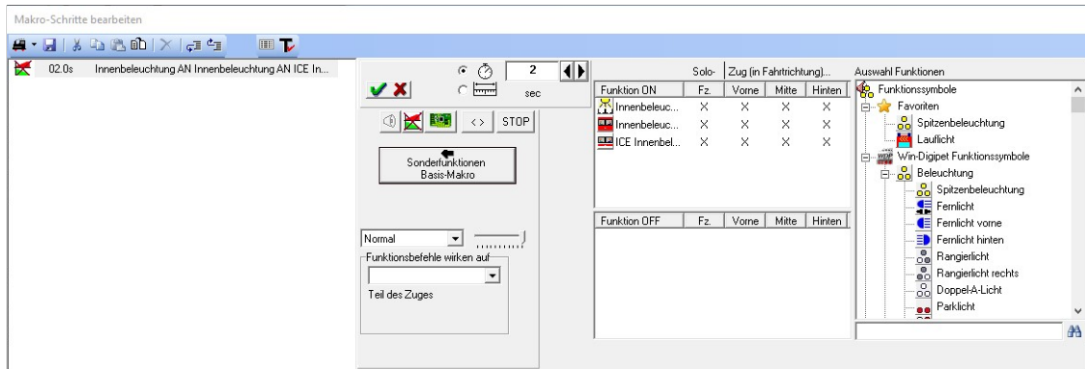 Makro-Schritte bearbeiten
02.0s Innenbeleuchtung AN Innenbeleuchtung AN ICE In...
2
sec
< >
STOP
Sonderfunktionen
Basis-Makro
Normal
Funktionsbefehle wirken auf
Teil des Zuges
Solo- Zug (in Fahrtrichtung)...
Funktion ON Fz. Vorne Mitte Hinten
Innenbeleuc... X X X X
Innenbeleuc... X X X X
ICE Innenbel... X X X X
Funktion OFF Fz. Vorne Mitte Hinten
Auswahl Funktionen
Funktionssymbole
Favoriten
Spitzenbeleuchtung
Lauflicht
Win-Digipet Funktionssymbole
Beleuchtung
Spitzenbeleuchtung
Fernlicht
Fernlicht vorne
Fernlicht hinten
Rangierlicht
Rangierlicht rechts
Doppel-A-Licht
Parklicht